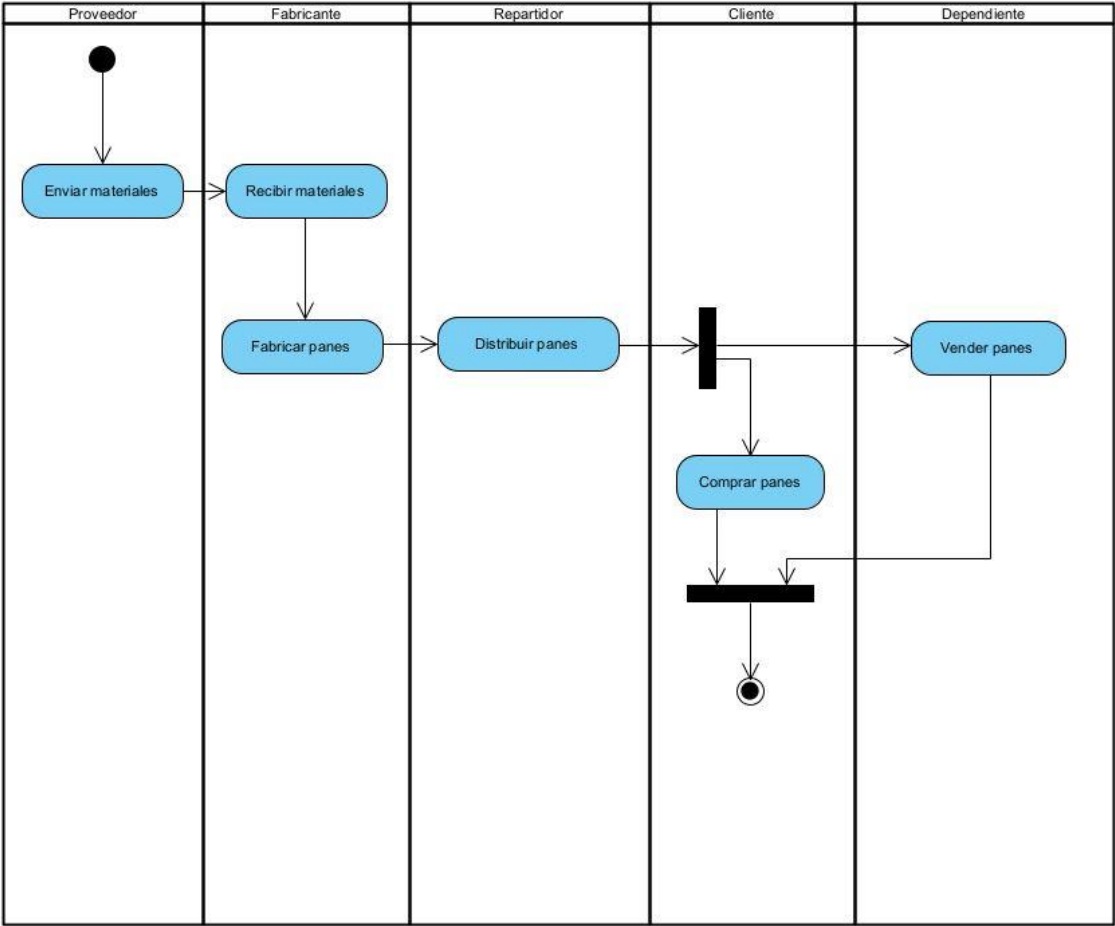 Proveedor
Fabricante
Repartidor
Cliente
Dependiente
Enviar materiales
Recibir materiales
Fabricar panes
Distribuir panes
Vender panes
Comprar panes